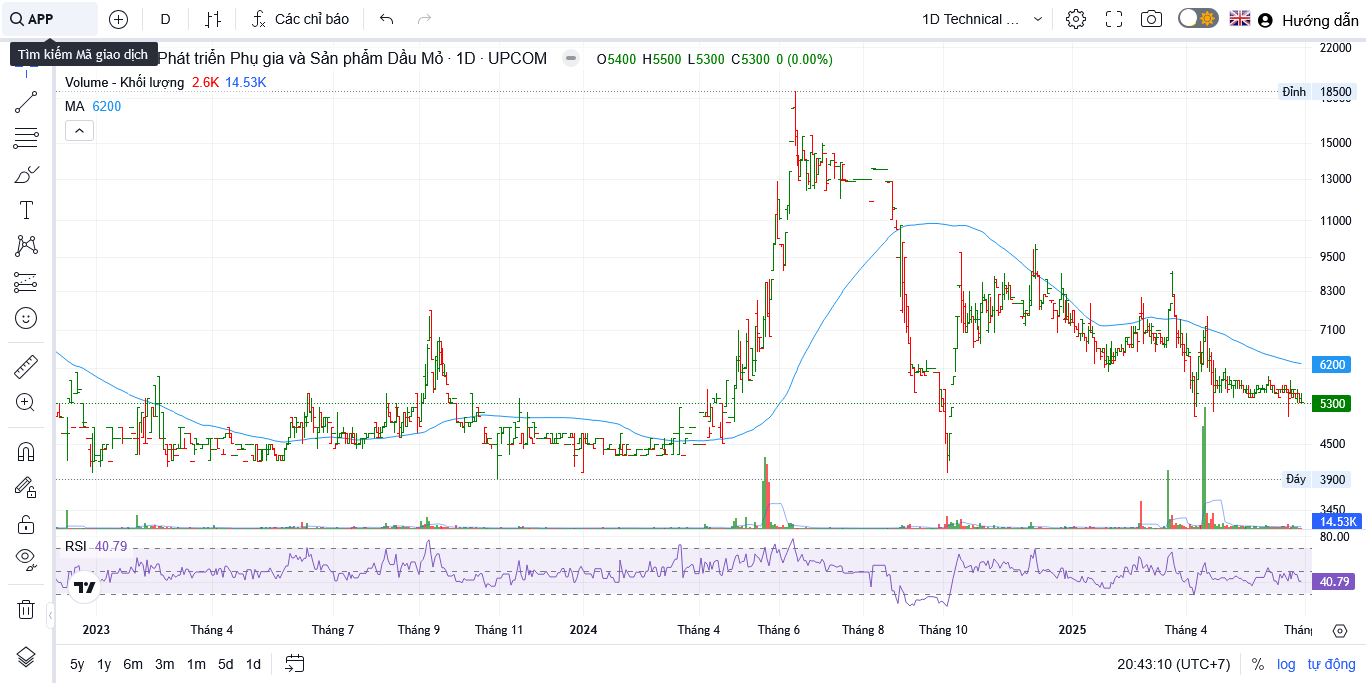 APP
D
Các chỉ báo
1D Technical ...
Hướng dẫn
Tìm kiếm Mã giao dịch
Phát triển Phụ gia và Sản phẩm Dầu Mỏ · 1D · UPCOM
O5400 H5500 L5300 C5300 0 (0.00%)
Volume - Khối lượng 2.6K 14.53K
MA 6200
22000
Đỉnh 18500
15000
13000
11000
9500
8300
7100
6200
5300
4500
Đáy 3900
3450
14.53K
RSI 40.79
80.00
40.79
2023 Tháng 4 Tháng 7 Tháng 9 Tháng 11 2024 Tháng 4 Tháng 6 Tháng 8 Tháng 10 2025 Tháng 4
5y 1y 6m 3m 1m 5d 1d
20:43:10 (UTC+7) % log tự động